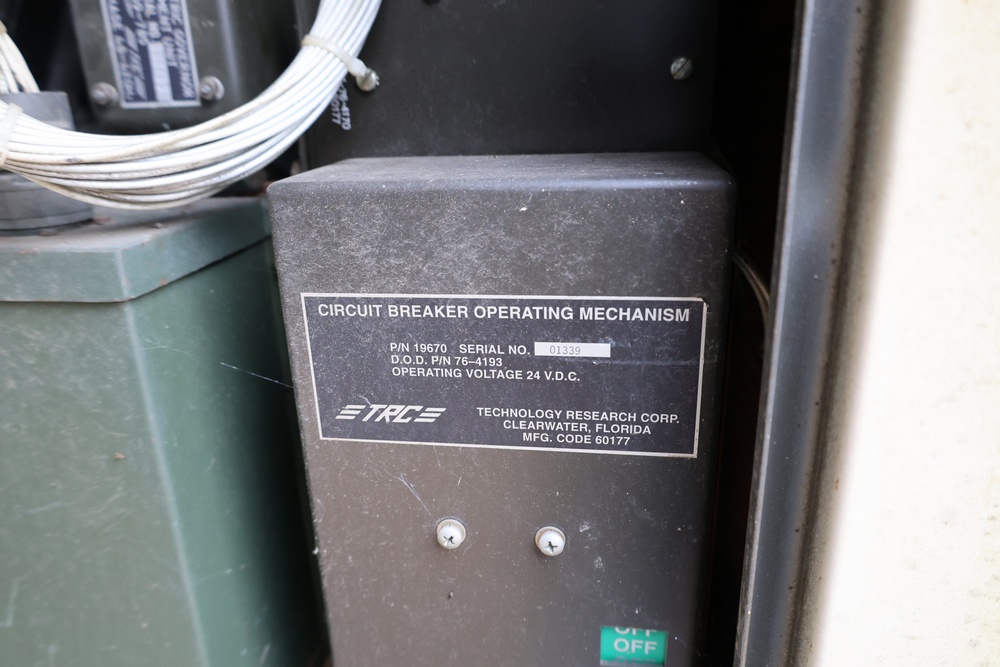 CIRCUIT BREAKER OPERATING MECHANISM
P/N 19670 SERIAL NO. 01339
D.O.D. P/N 76–4193
OPERATING VOLTAGE 24 V.D.C.
TRC
TECHNOLOGY RESEARCH CORP.
CLEARWATER, FLORIDA
MFG. CODE 60177
OFF
OFF